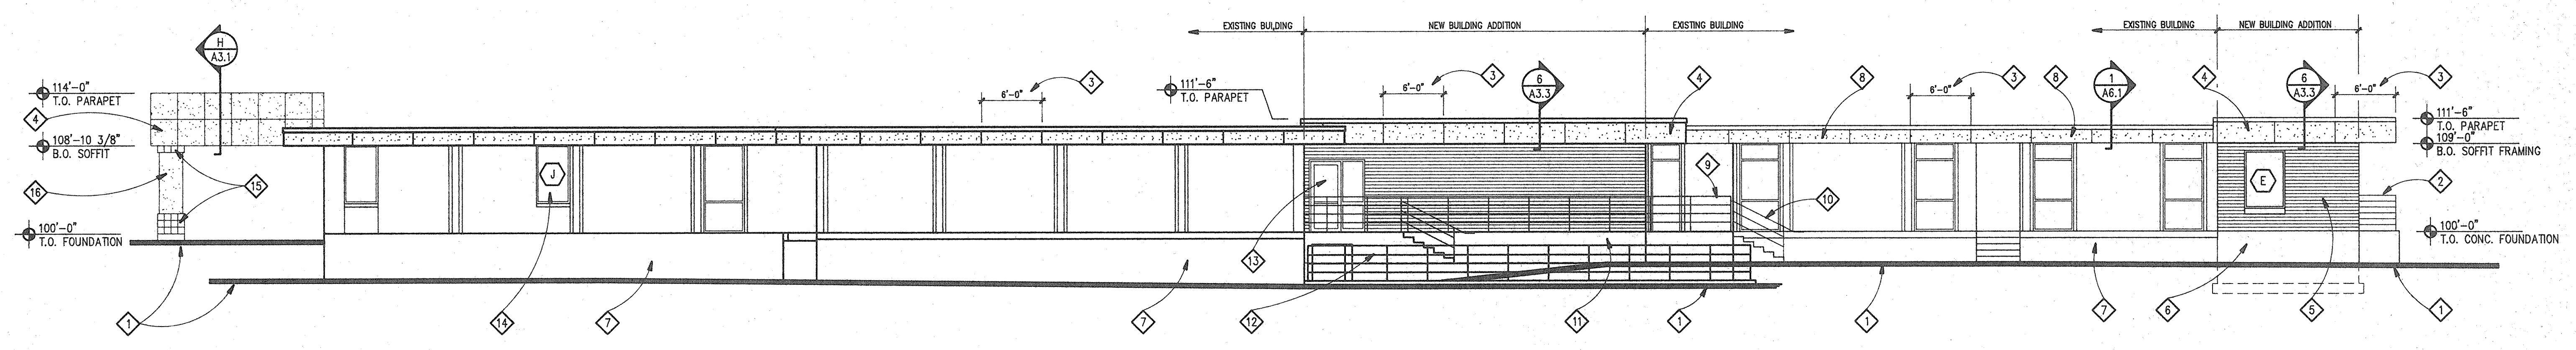 EXISTING BUILDING
NEW BUILDING ADDITION
EXISTING BUILDING
EXISTING BUILDING
NEW BUILDING ADDITION
H
A3.1
114'-0"
T.O. PARAPET
4
108'-10 3/8"
B.O. SOFFIT
16
15
100'-0"
T.O. FOUNDATION
1
J
14
7
6'-0"
3
111'-6"
T.O. PARAPET
7
6'-0"
3
6
A3.3
4
13
12
11
9
10
1
8
6'-0"
3
8
1
A6.1
4
6
A3.3
6'-0"
3
111'-6"
T.O. PARAPET
109'-0"
B.O. SOFFIT FRAMING
E
2
100'-0"
T.O. CONC. FOUNDATION
1
7
6
5
1